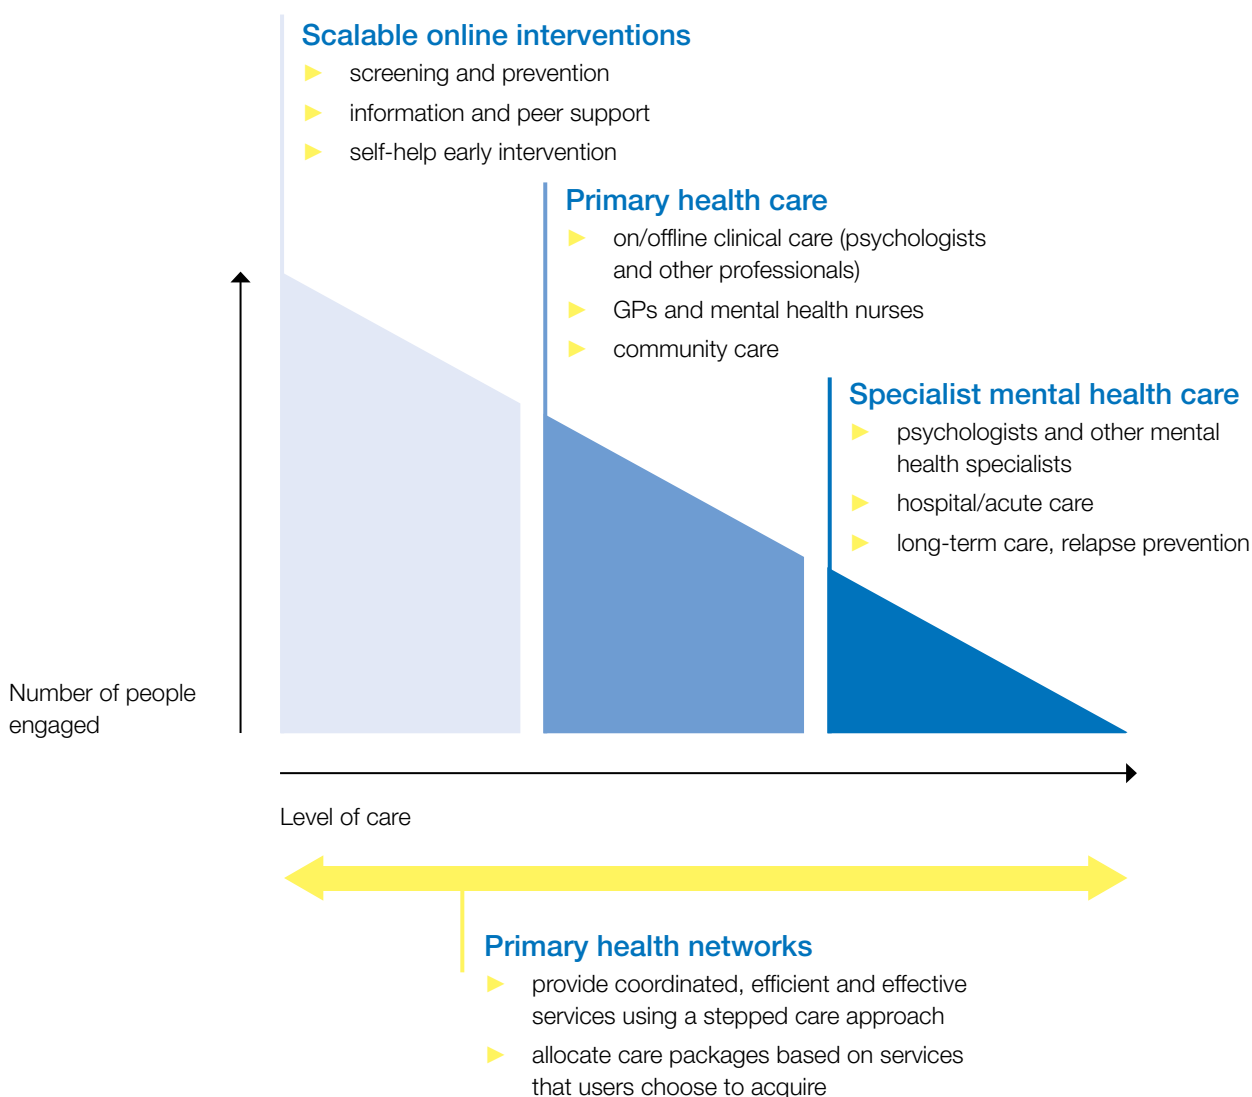 Scalable online interventions
screening and prevention
information and peer support
self-help early intervention
Primary health care
on/offline clinical care (psychologists
and other professionals)
GPs and mental health nurses
community care
Specialist mental health care
psychologists and other mental
health specialists
hospital/acute care
long-term care, relapse prevention
Number of people
engaged
Level of care
Primary health networks
provide coordinated, efficient and effective
services using a stepped care approach
allocate care packages based on services
that users choose to acquire